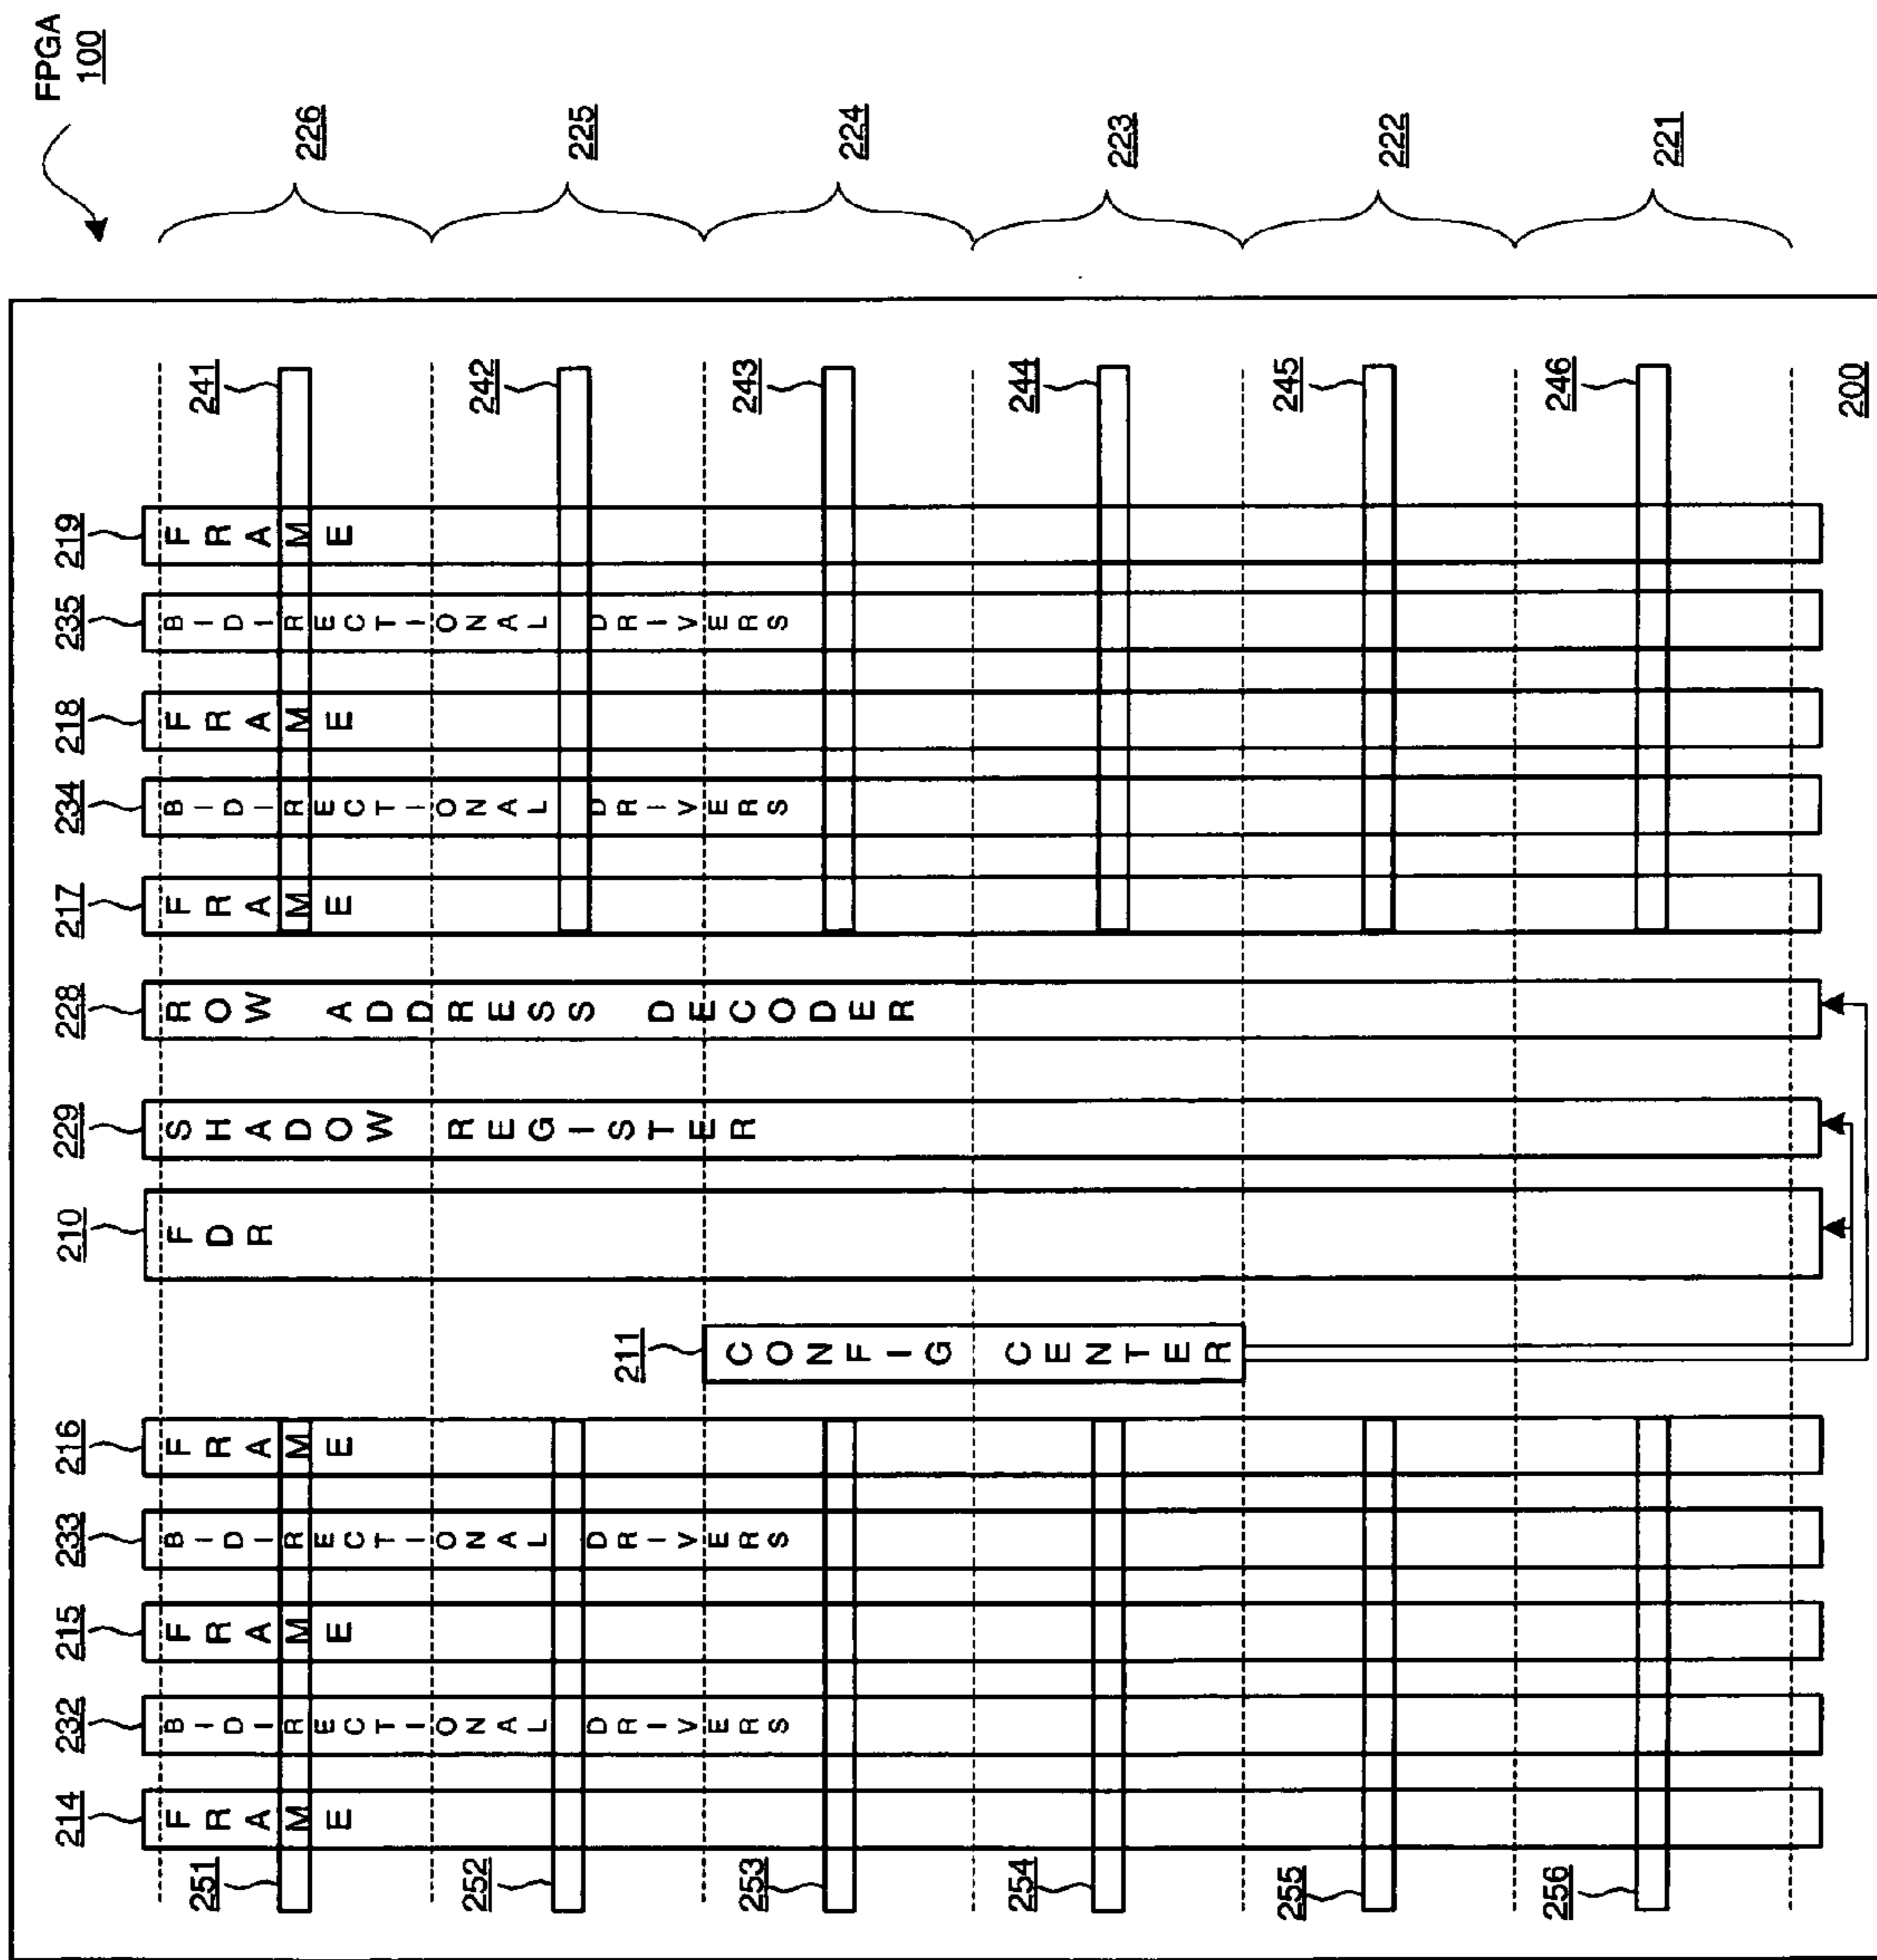 FPGA
100
214 232 215 233 216 210 229 228 217 234 218 235 219
FRAME
BIDIRECTIONAL DRIVERS
FRAME
BIDIRECTIONAL DRIVERS
FRAME
211
CONFIG CENTER
FDR
SHADOW REGISTER
ROW ADDRESS DECODER
FRAME
BIDIRECTIONAL DRIVERS
FRAME
BIDIRECTIONAL DRIVERS
FRAME
251 241 226
252 242 225
253 243 224
254 244 223
255 245 222
256 246 221
200